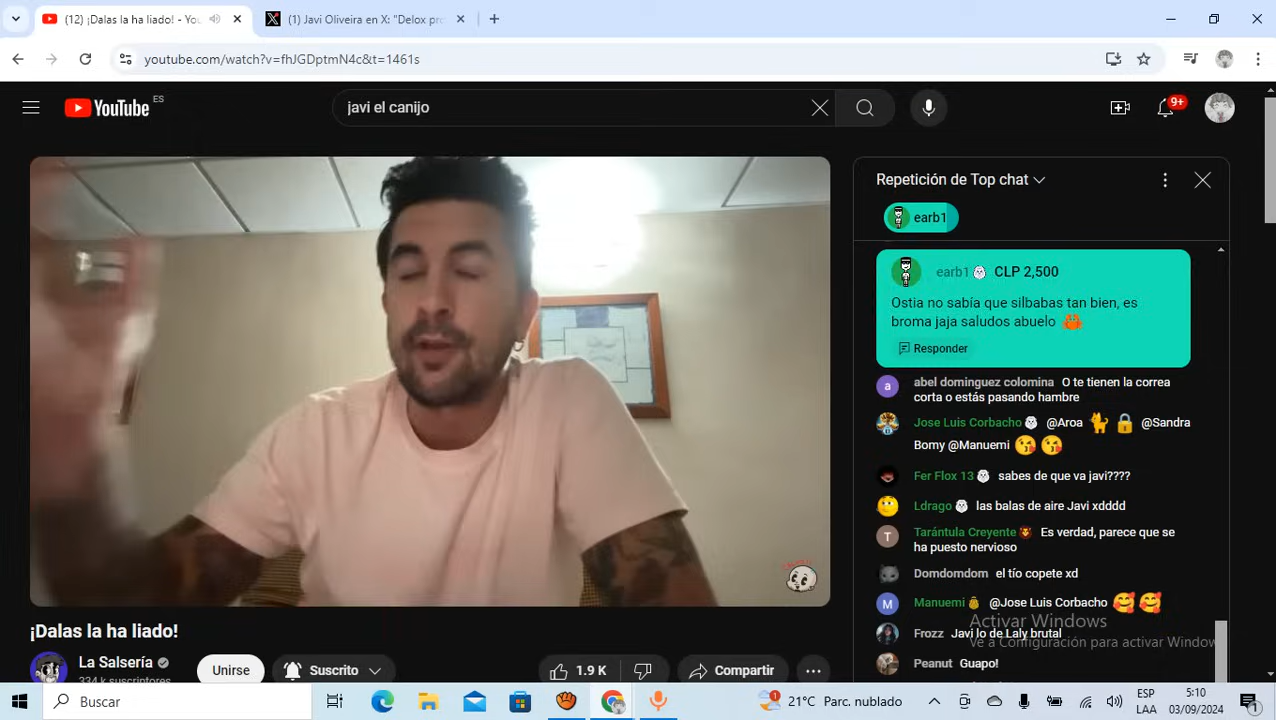 (12) ¡Dalas la ha liado! - You
(1) Javi Oliveira en X: "Delox pr
youtube.com/watch?v=fhJGDptmN4c&t=1461s
YouTube ES
javi el canijo
9+
Repetición de Top chat
earb1
earb1 CLP 2,500
Ostia no sabía que silbabas tan bien, es
broma jaja saludos abuelo
Responder
abel dominguez colomina O te tienen la correa
corta o estás pasando hambre
Jose Luis Corbacho @Aroa @Sandra
Bomy @Manuemi
Fer Flox 13 sabes de que va javi????
Ldrago las balas de aire Javi xdddd
Tarántula Creyente Es verdad, parece que se
ha puesto nervioso
Domdomdom el tío copete xd
Manuemi @Jose Luis Corbacho
Activar Windows
Frozz Javi lo de Laly brutal
Ve a Configuración para activar Window
Peanut Guapo!
¡Dalas la ha liado!
La Salsería
334 k suscriptores
Unirse
Suscrito
1.9 K
Compartir
Buscar
21°C Parc. nublado
ESP
LAA
5:10
03/09/2024